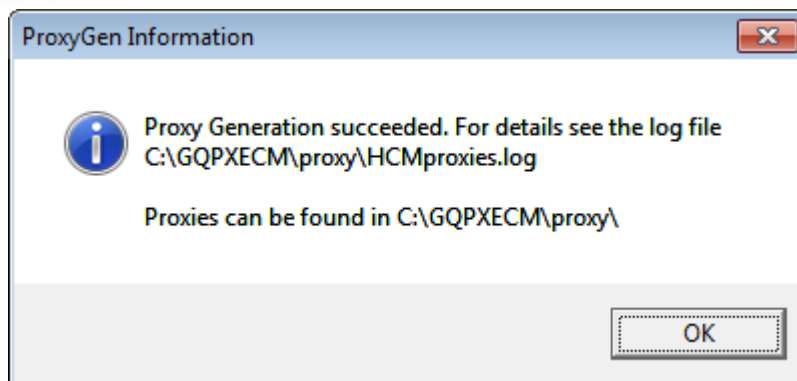 ProxyGen Information
Proxy Generation succeeded. For details see the log file
C:\GQPXECM\proxy\HCMproxies.log
Proxies can be found in C:\GQPXECM\proxy\
OK